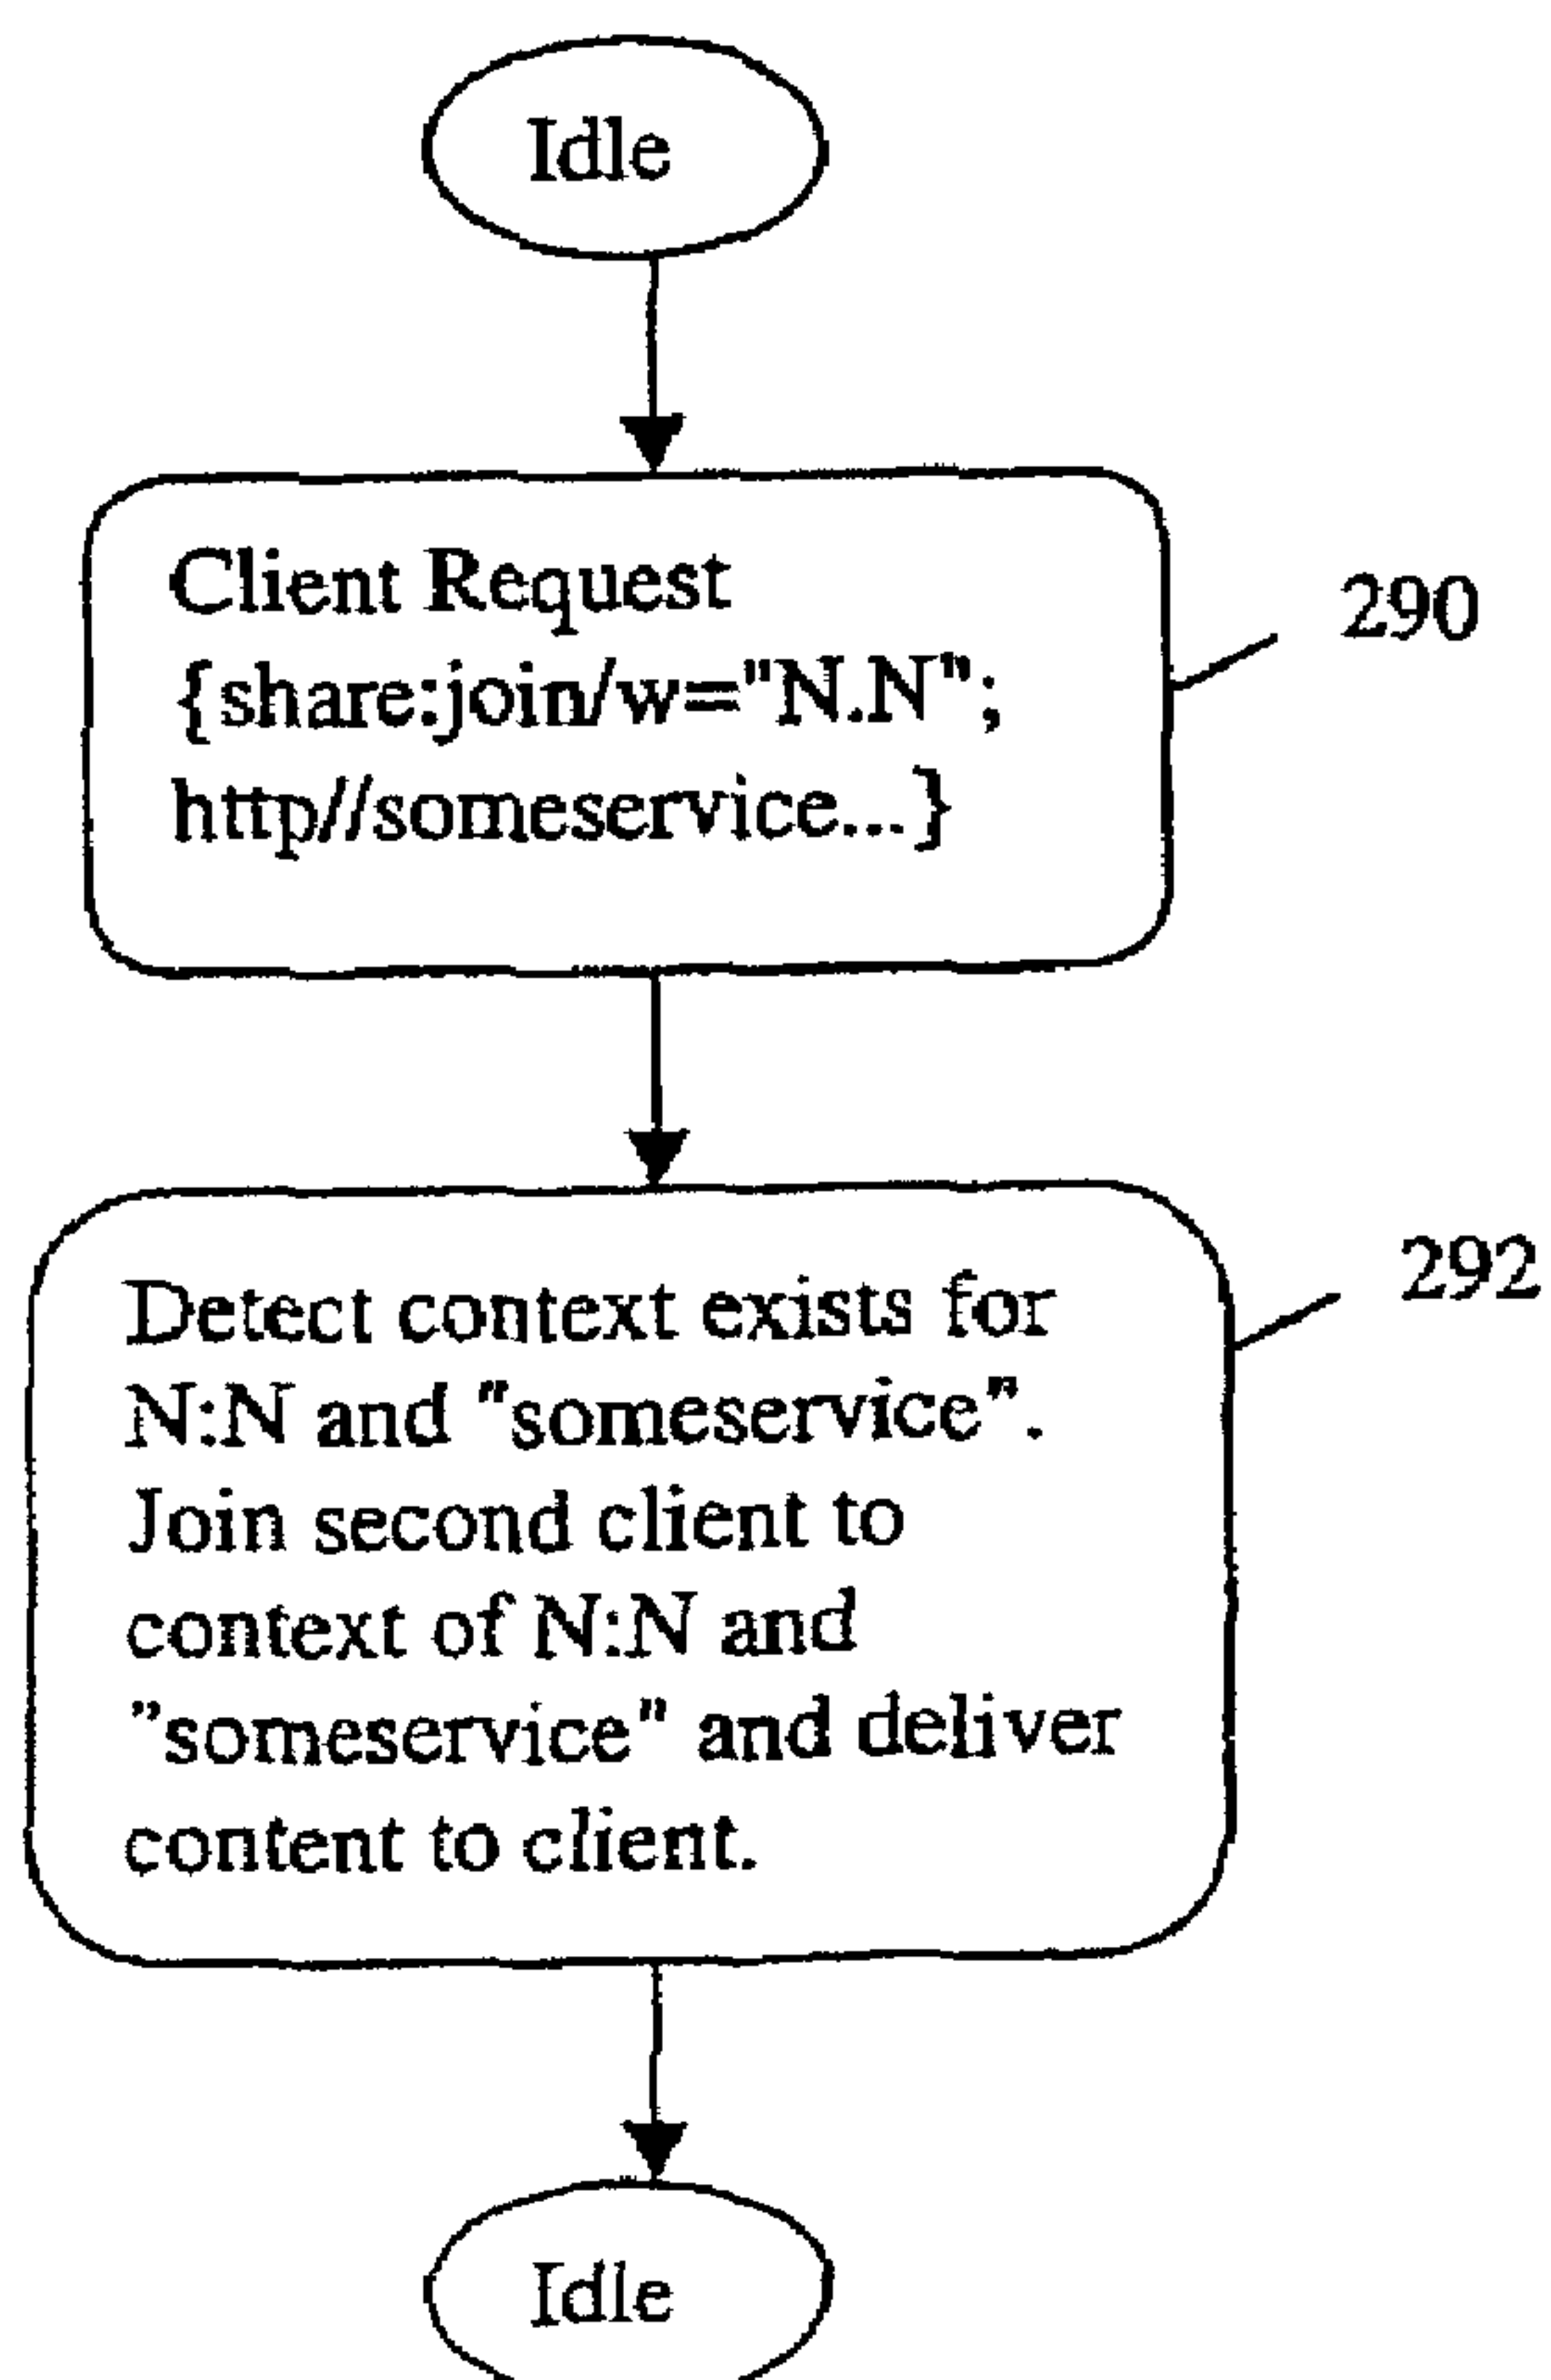 Idle
Client Request
{share:join/w="N.N";
http//someservice...}
290
Detect context exists for
N:N and "someservice".
Join second client to
context of N:N and
"someservice" and deliver
content to client.
292
Idle